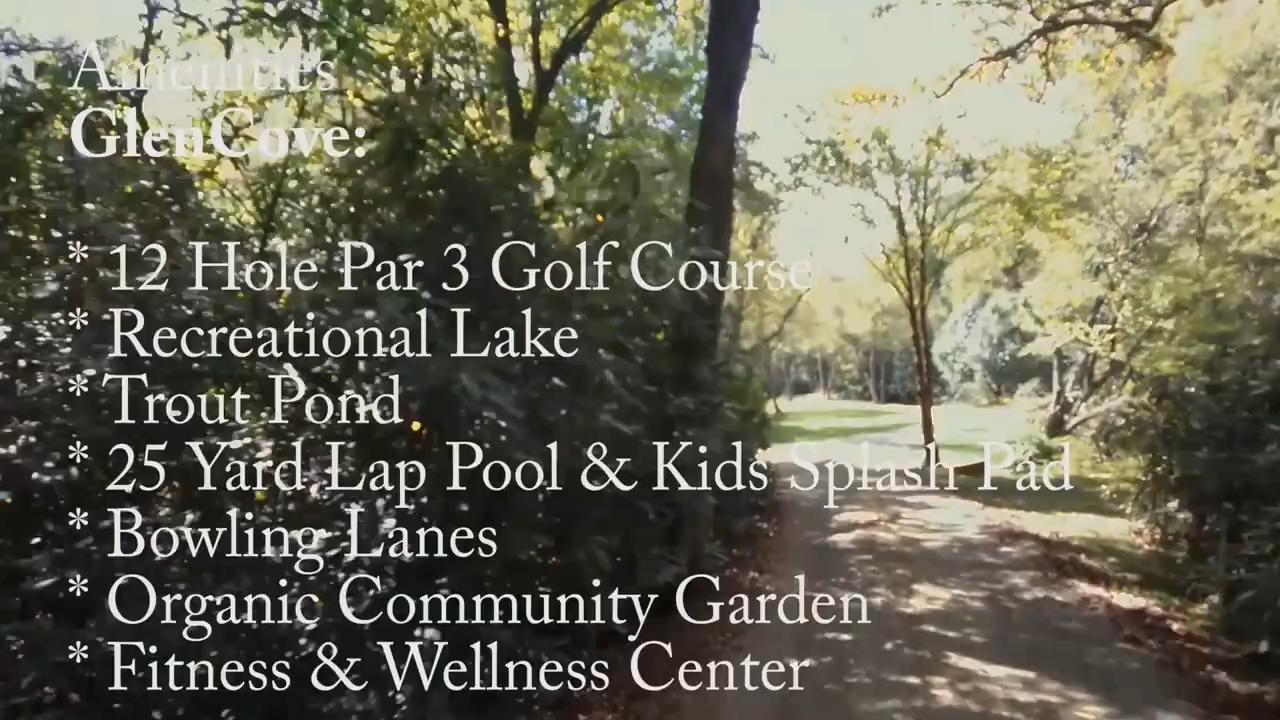 Amenities
GlenCove:
* 12 Hole Par 3 Golf Course
* Recreational Lake
* Trout Pond
* 25 Yard Lap Pool & Kids Splash Pad
* Bowling Lanes
* Organic Community Garden
* Fitness & Wellness Center